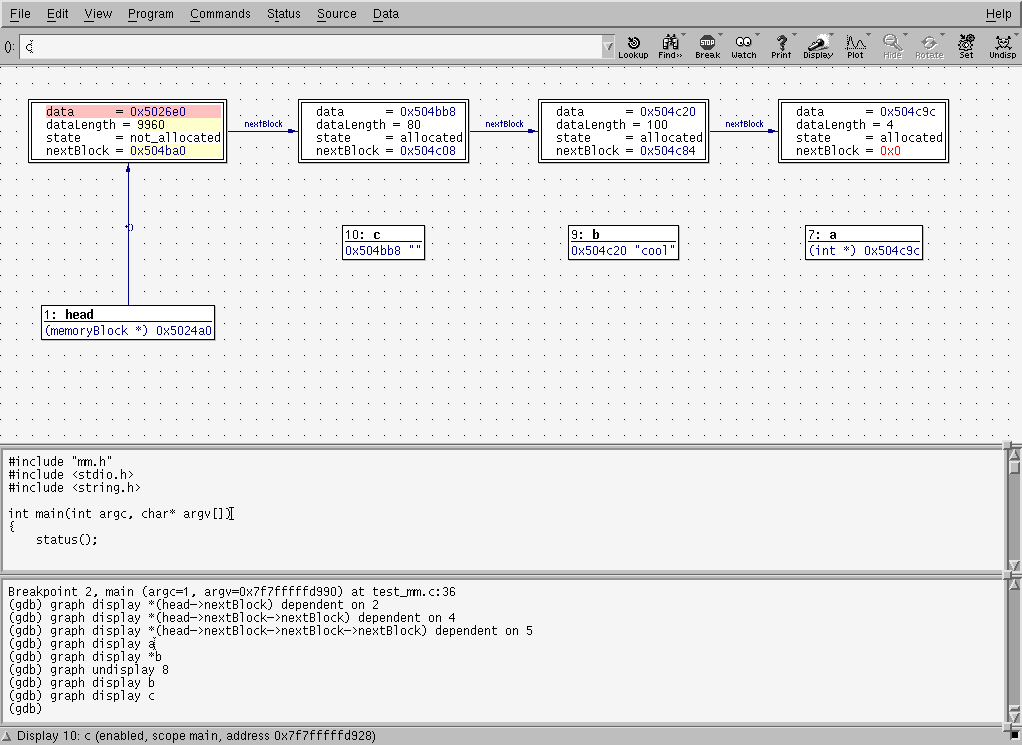 File Edit View Program Commands Status Source Data Help
(): c
Lookup Find>> Break Watch Print Display Plot Hide Rotate Set Undisp
data = 0x5026e0
dataLength = 9960
state = not_allocated
nextBlock = 0x504ba0
nextBlock
data = 0x504bb8
dataLength = 80
state = allocated
nextBlock = 0x504c08
nextBlock
data = 0x504c20
dataLength = 100
state = allocated
nextBlock = 0x504c84
nextBlock
data = 0x504c9c
dataLength = 4
state = allocated
nextBlock = 0x0
10: c
0x504bb8 ""
9: b
0x504c20 "cool"
7: a
(int *) 0x504c9c
*()
1: head
(memoryBlock *) 0x5024a0
#include "mm.h"
#include <stdio.h>
#include <string.h>
int main(int argc, char* argv[])
{
status();
Breakpoint 2, main (argc=1, argv=0x7f7fffffd990) at test_mm.c:36
(gdb) graph display *(head->nextBlock) dependent on 2
(gdb) graph display *(head->nextBlock->nextBlock) dependent on 4
(gdb) graph display *(head->nextBlock->nextBlock->nextBlock) dependent on 5
(gdb) graph display a
(gdb) graph display *b
(gdb) graph undisplay 8
(gdb) graph display b
(gdb) graph display c
(gdb)
Display 10: c (enabled, scope main, address 0x7f7fffffd928)